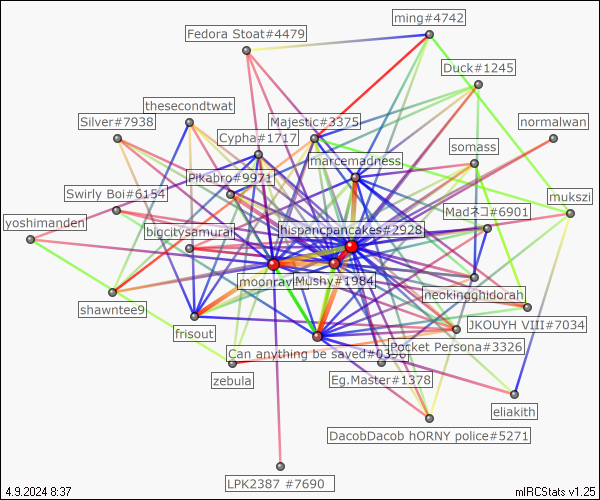 ming#4742
Fedora Stoat#4479
Duck#1245
thesecondtwat
Silver#7938
Majestic#3375
normalwan
Cypha#1717
somass
marcemadness
Pikabro#9971
Swirly Boi#6154
mukszi
Madネコ#6901
yoshimanden
bigcitysamurai
hispancpancakes#2928
moonrav
Mushy#1984
neokingghidorah
shawntee9
JKOUYH VIII#7034
frisout
Pocket Persona#3326
Can anything be saved#0396
zebula
Eg.Master#1378
eliakith
DacobDacob hORNY police#5271
LPK2387 #7690
4.9.2024 8:37
mIRCStats v1.25